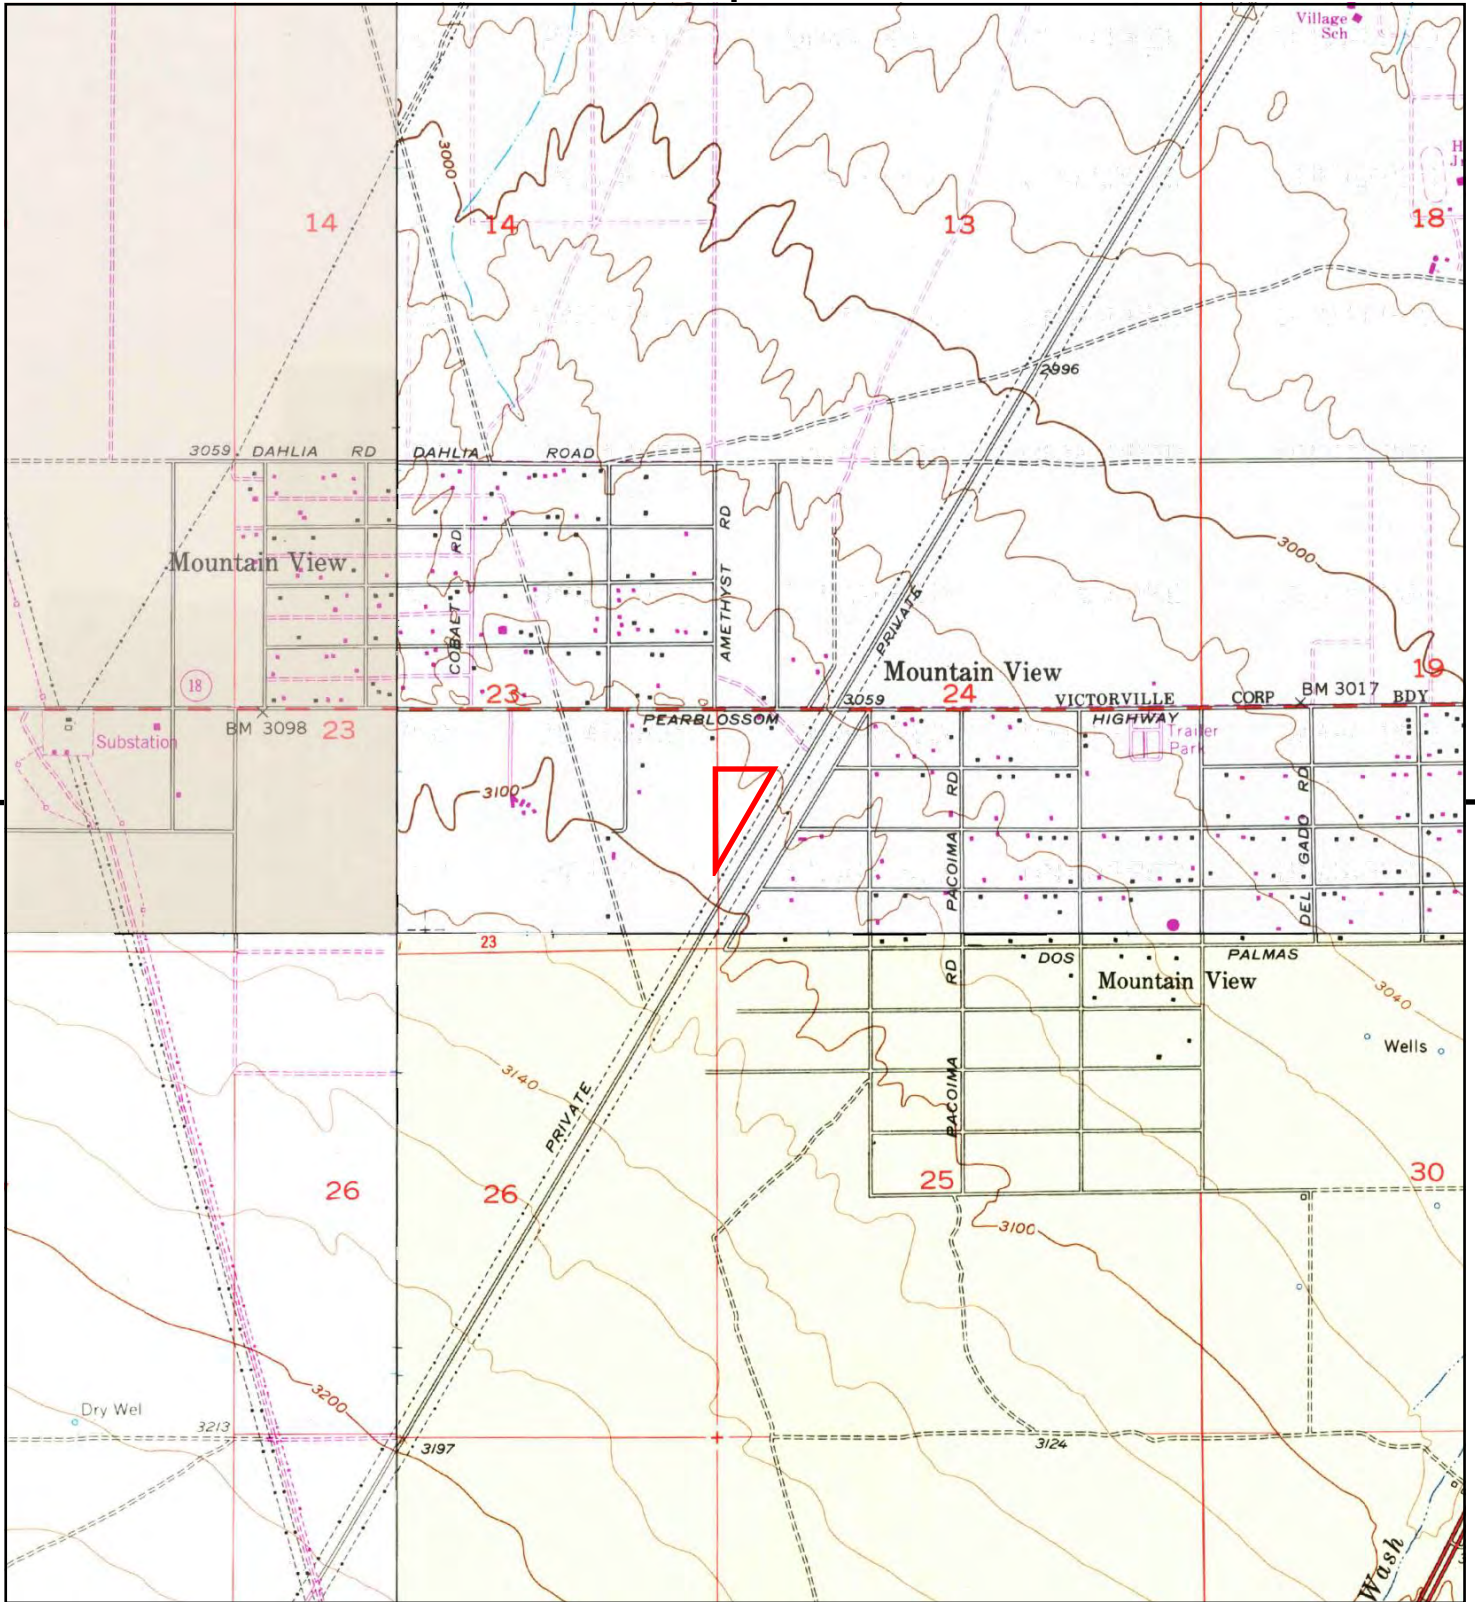 Village
Sch
3000
14
14
13
18
2996
3059
DAHLIA RD
DAHLIA ROAD
COBALT RD
AMETHYST RD
3000
Mountain View
PRIVATE
Mountain View
19
18
23
24
3059
VICTORVILLE CORP BDY
BM 3017
BM 3098
23
PEARBLOSSOM
HIGHWAY
Substation
Trailer
Park
3100
PACOIMA RD
DEL GADO RD
23
DOS PALMAS
Mountain View
3040
Wells
3140
PRIVATE
PACOIMA RD
26
26
25
30
3100
3200
Dry Wel
3213
3197
3124
Wash